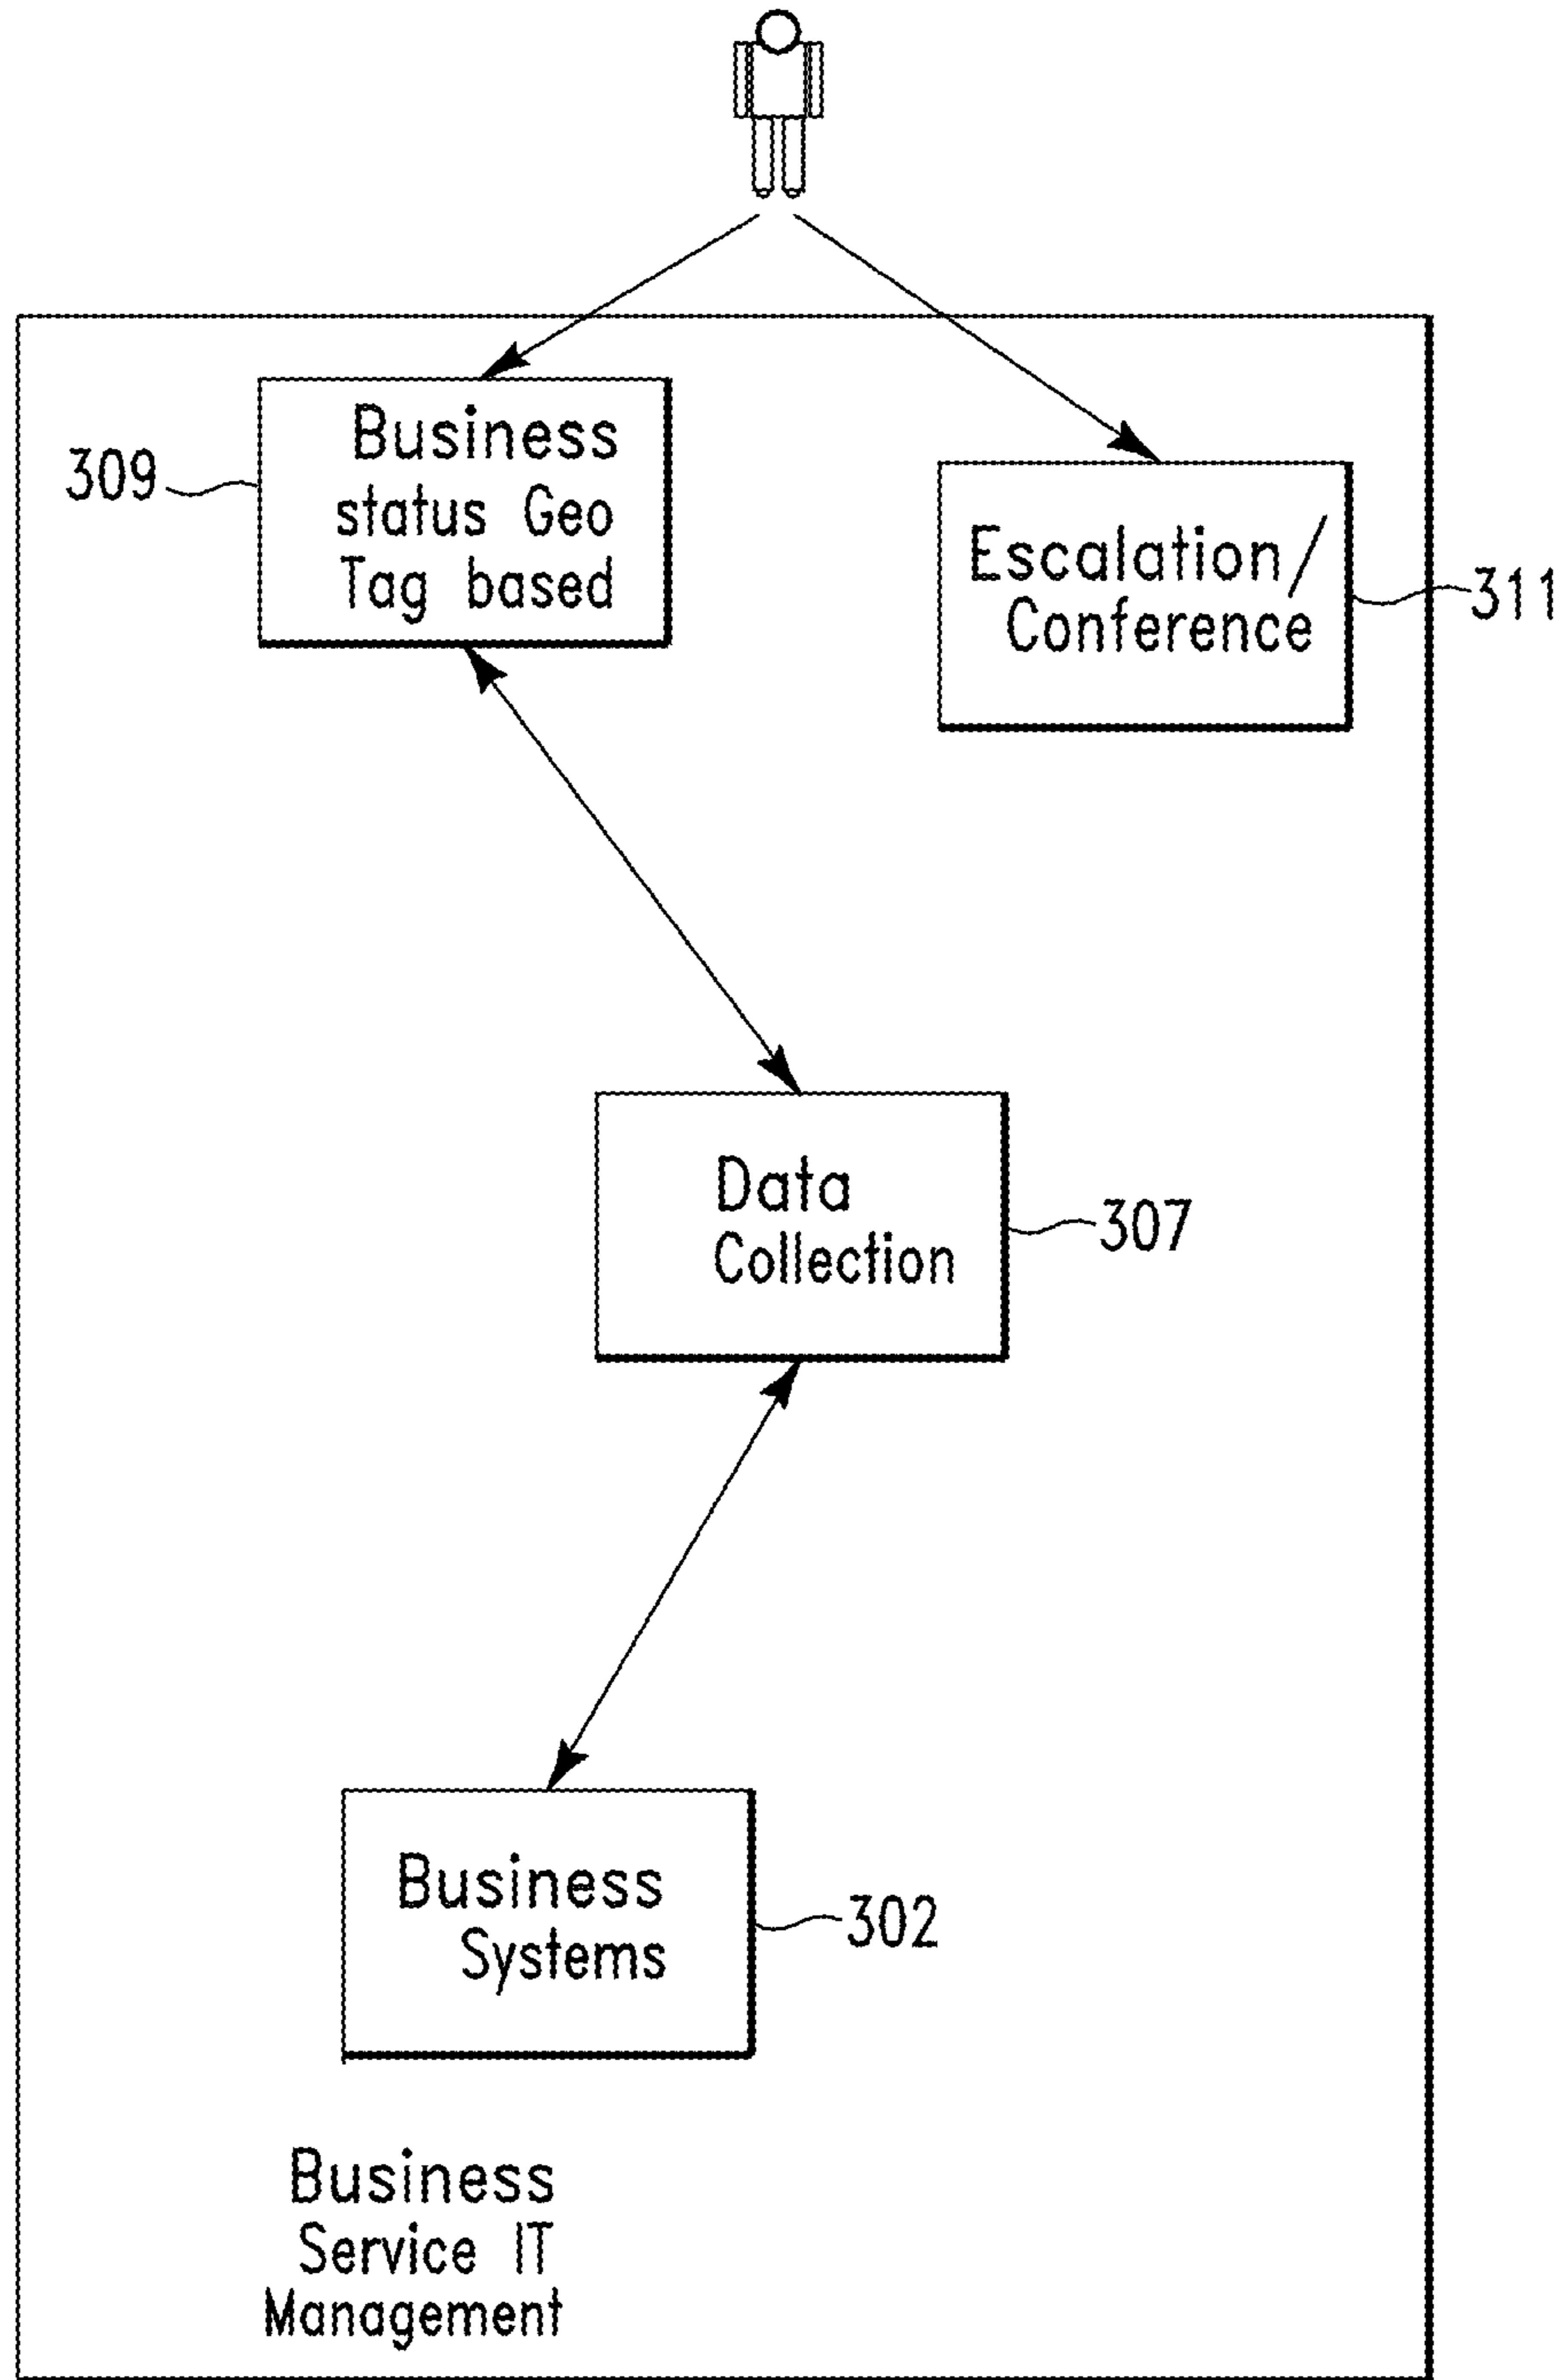 Business
status Geo
Tag based
309
Escalation /
Conference
311
Data
Collection
307
Business
Systems
302
Business
Service IT
Management